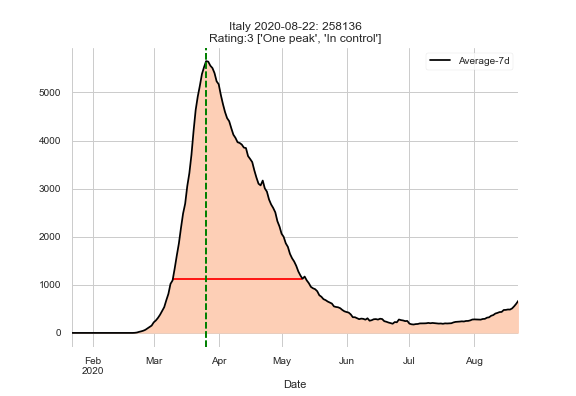 Italy 2020-08-22: 258136
Rating:3 ['One peak', 'In control']
Average-7d
5000
4000
3000
2000
1000
0
Feb Mar Apr May Jun Jul Aug
2020
Date